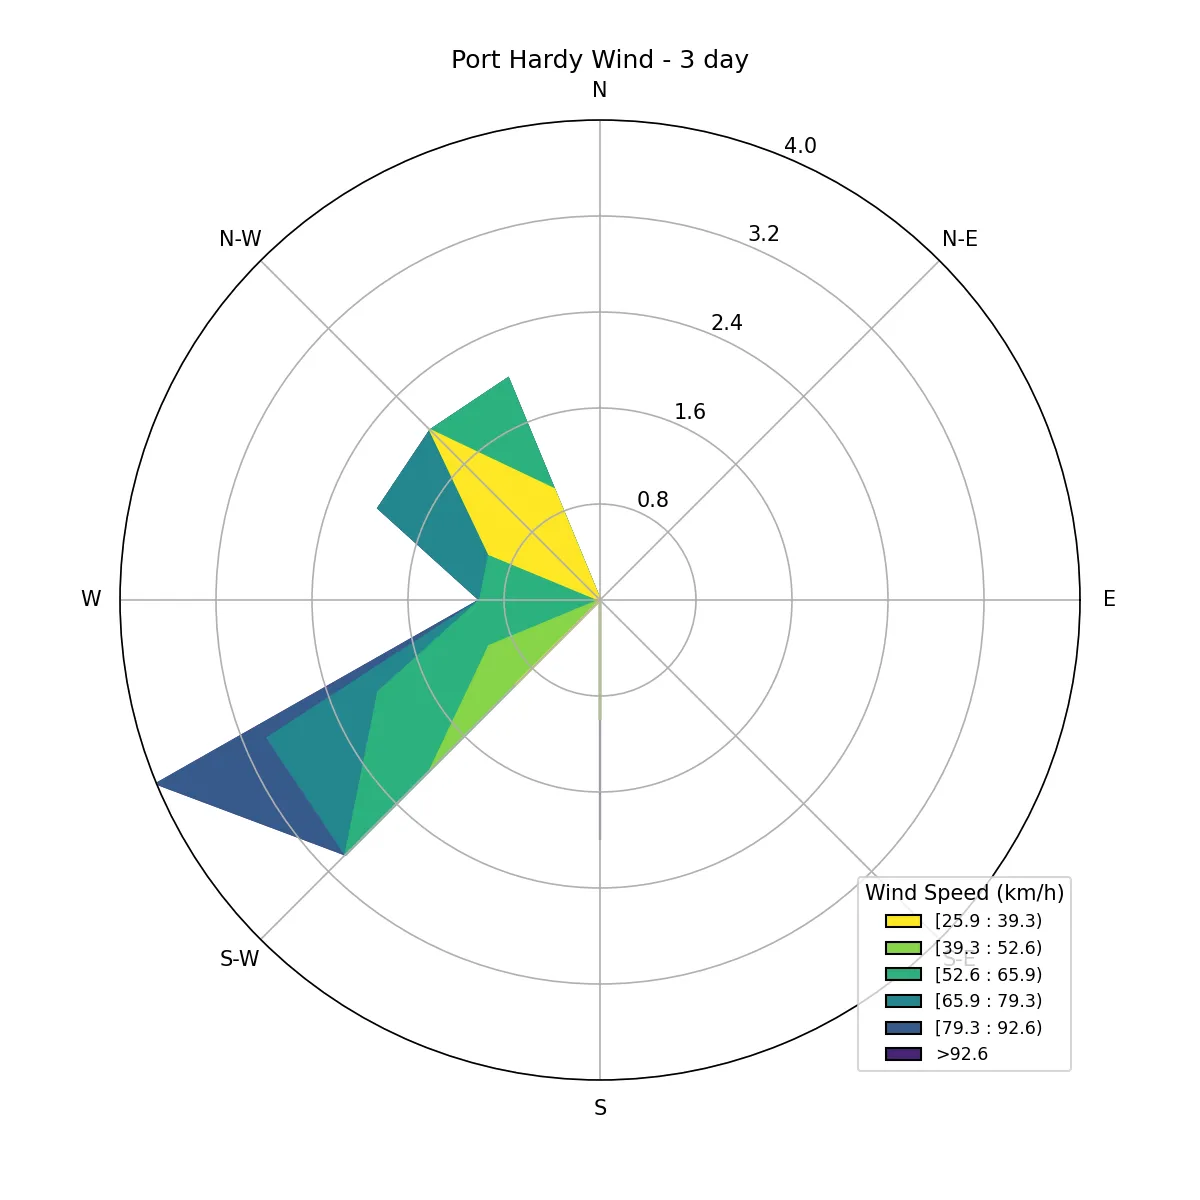 Port Hardy Wind - 3 day
N
4.0
N-W
N-E
3.2
2.4
1.6
0.8
W
E
S-W
S-E
S
Wind Speed (km/h)
[25.9 : 39.3)
[39.3 : 52.6)
[52.6 : 65.9)
[65.9 : 79.3)
[79.3 : 92.6)
>92.6